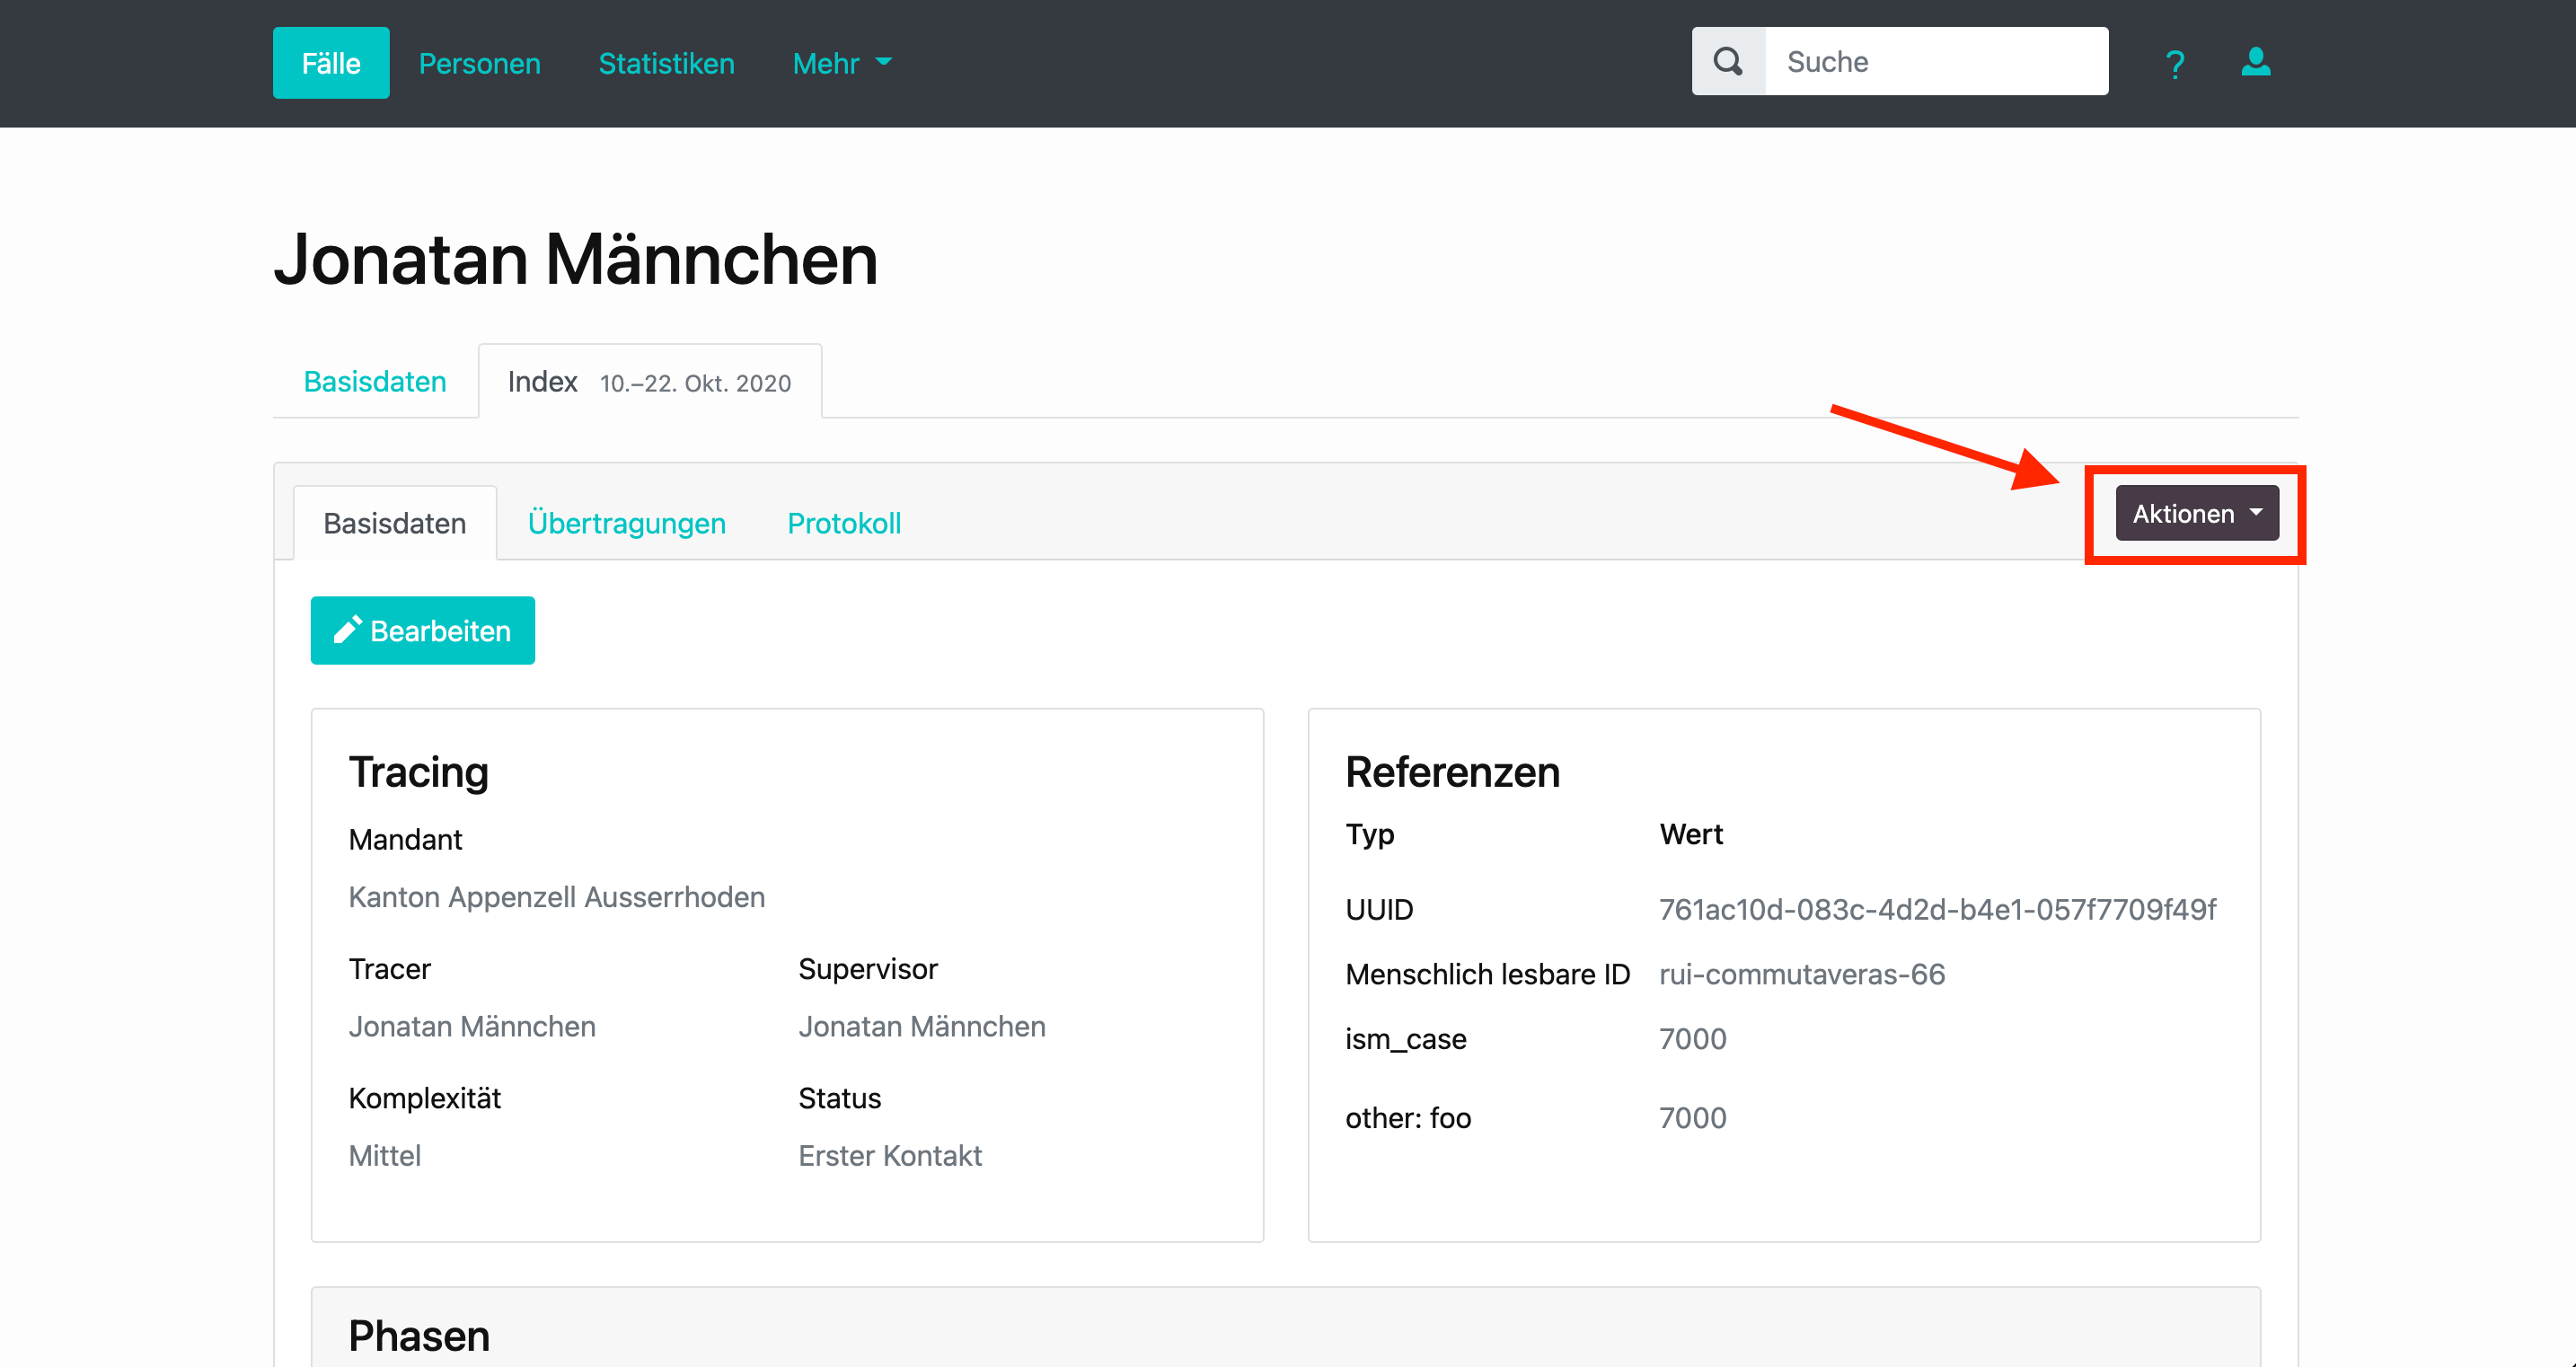 Fälle Personen Statistiken Mehr Suche ?
Jonatan Männchen
Basisdaten Index 10.–22. Okt. 2020
Basisdaten Übertragungen Protokoll Aktionen
Bearbeiten
Tracing
Mandant
Kanton Appenzell Ausserrhoden
Tracer Supervisor
Jonatan Männchen Jonatan Männchen
Komplexität Status
Mittel Erster Kontakt
Referenzen
Typ Wert
UUID 761ac10d-083c-4d2d-b4e1-057f7709f49f
Menschlich lesbare ID rui-commutaveras-66
ism_case 7000
other: foo 7000
Phasen